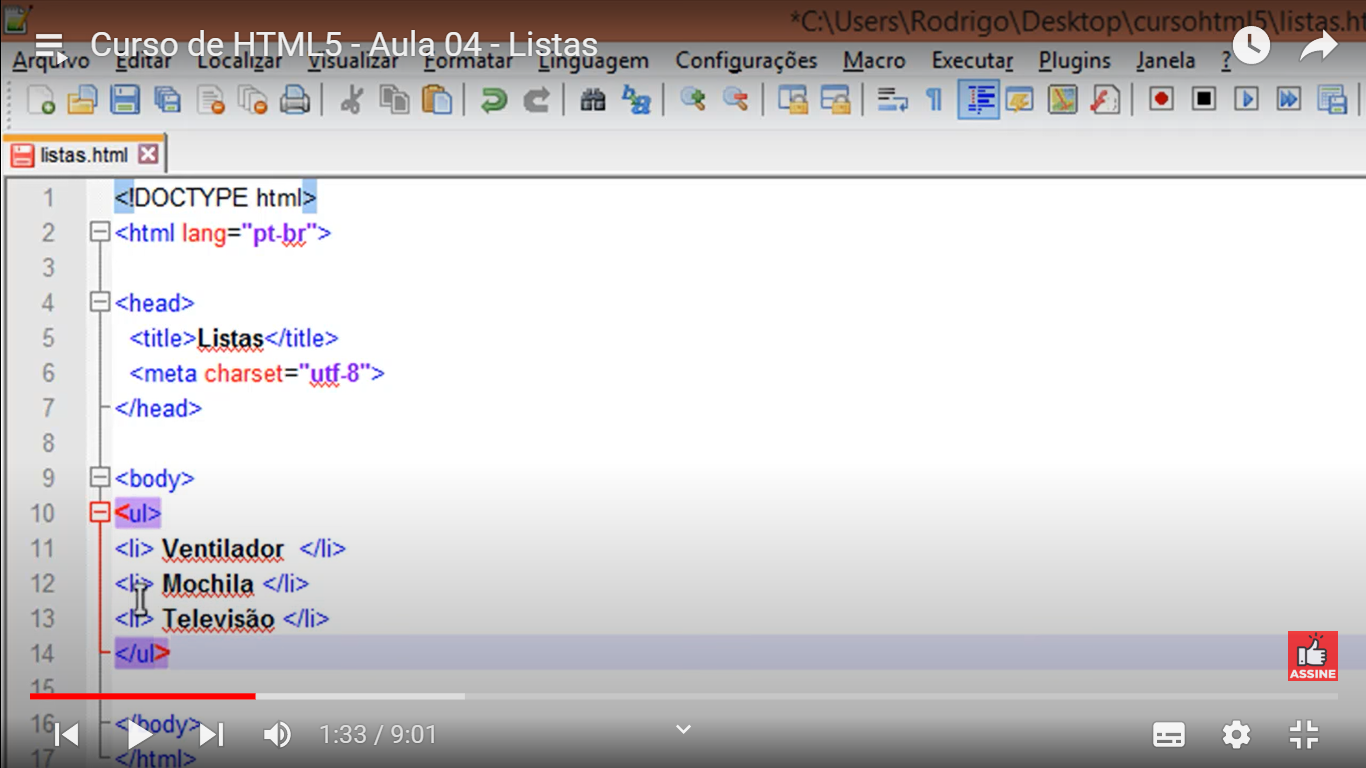 *C:\Users\Rodrigo\Desktop\cursohtml5\listas.ht
Curso de HTML5 - Aula 04 - Listas
Arquivo Editar Localizar Visualizar Formatar Linguagem Configurações Macro Executar Plugins Janela ?
listas.html
1 <!DOCTYPE html>
2 <html lang="pt-br">
3
4 <head>
5 <title>Listas</title>
6 <meta charset="utf-8">
7 </head>
8
9 <body>
10 <ul>
11 <li> Ventilador </li>
12 <li> Mochila </li>
13 <li> Televisão </li>
14 </ul>
15
16 </body>
17 </html>
ASSINE
1:33 / 9:01